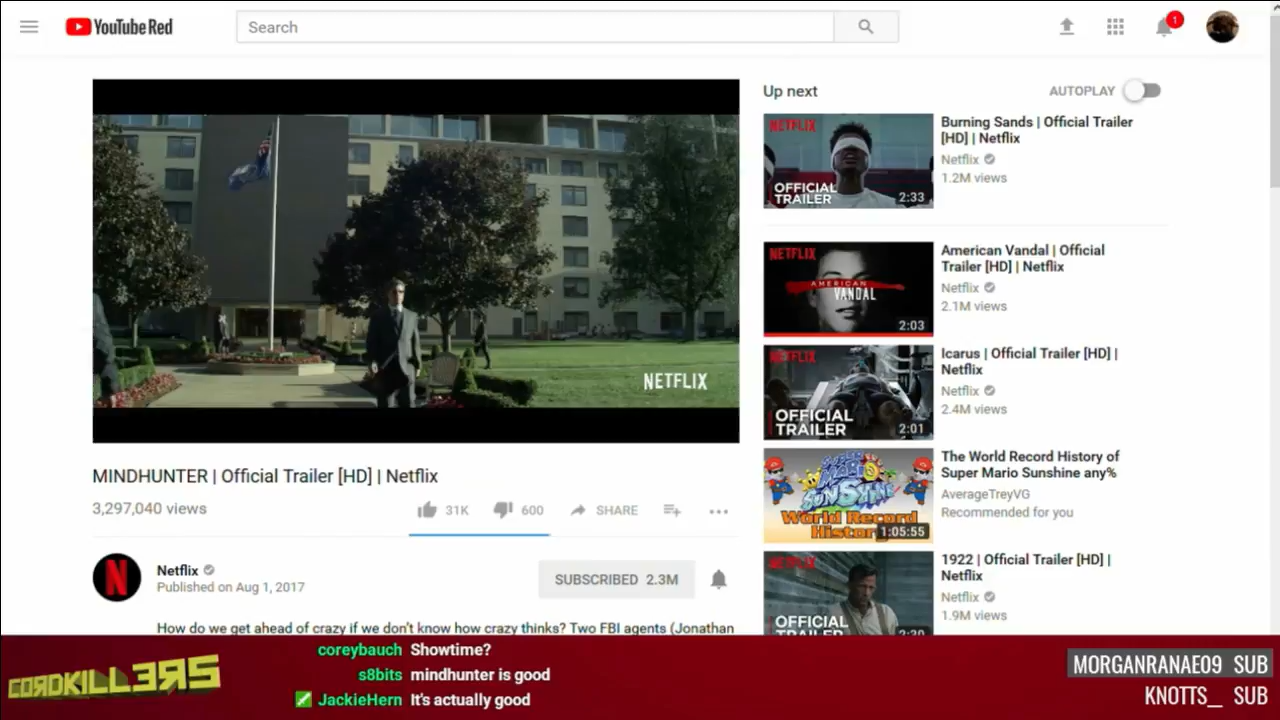 YouTube Red
Search
1
NETFLIX
MINDHUNTER | Official Trailer [HD] | Netflix
3,297,040 views
31K
600
SHARE
Netflix
Published on Aug 1, 2017
SUBSCRIBED 2.3M
How do we get ahead of crazy if we don't know how crazy thinks? Two FBI agents (Jonathan
Up next
AUTOPLAY
NETFLIX
OFFICIAL
TRAILER
2:33
Burning Sands | Official Trailer
[HD] | Netflix
Netflix
1.2M views
NETFLIX
AMERICAN
VANDAL
2:03
American Vandal | Official
Trailer [HD] | Netflix
Netflix
2.1M views
NETFLIX
OFFICIAL
TRAILER
2:01
Icarus | Official Trailer [HD] |
Netflix
Netflix
2.4M views
SUPER
MARIO
SUNSHINE
World Record
History
1:05:55
The World Record History of
Super Mario Sunshine any%
AverageTreyVG
Recommended for you
NETFLIX
OFFICIAL
TRAILER
2:30
1922 | Official Trailer [HD] |
Netflix
Netflix
1.9M views
CORDKILLERS
coreybauch Showtime?
s8bits mindhunter is good
JackieHern It's actually good
MORGANRANAE09 SUB
KNOTTS__ SUB